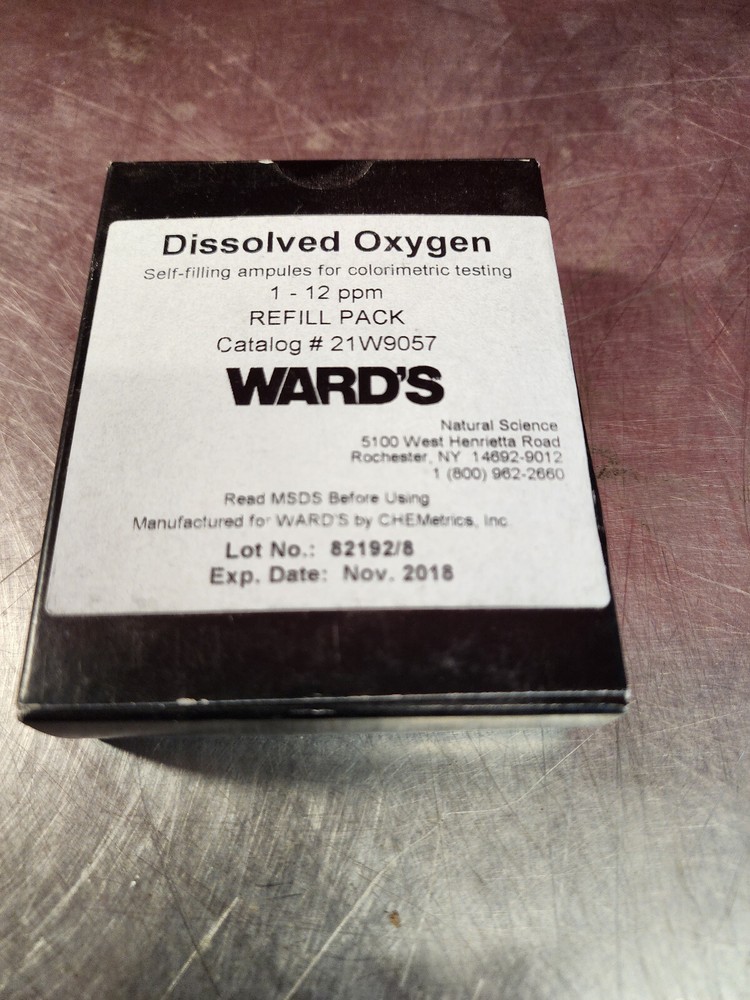 Dissolved Oxygen
Self-filling ampules for colorimetric testing
1 - 12 ppm
REFILL PACK
Catalog # 21W9057
WARD'S
Natural Science
5100 West Henrietta Road
Rochester, NY 14692-9012
1 (800) 962-2660
Read MSDS Before Using
Manufactured for WARD'S by CHEMetrics, Inc.
Lot No.: 82192/8
Exp. Date: Nov. 2018